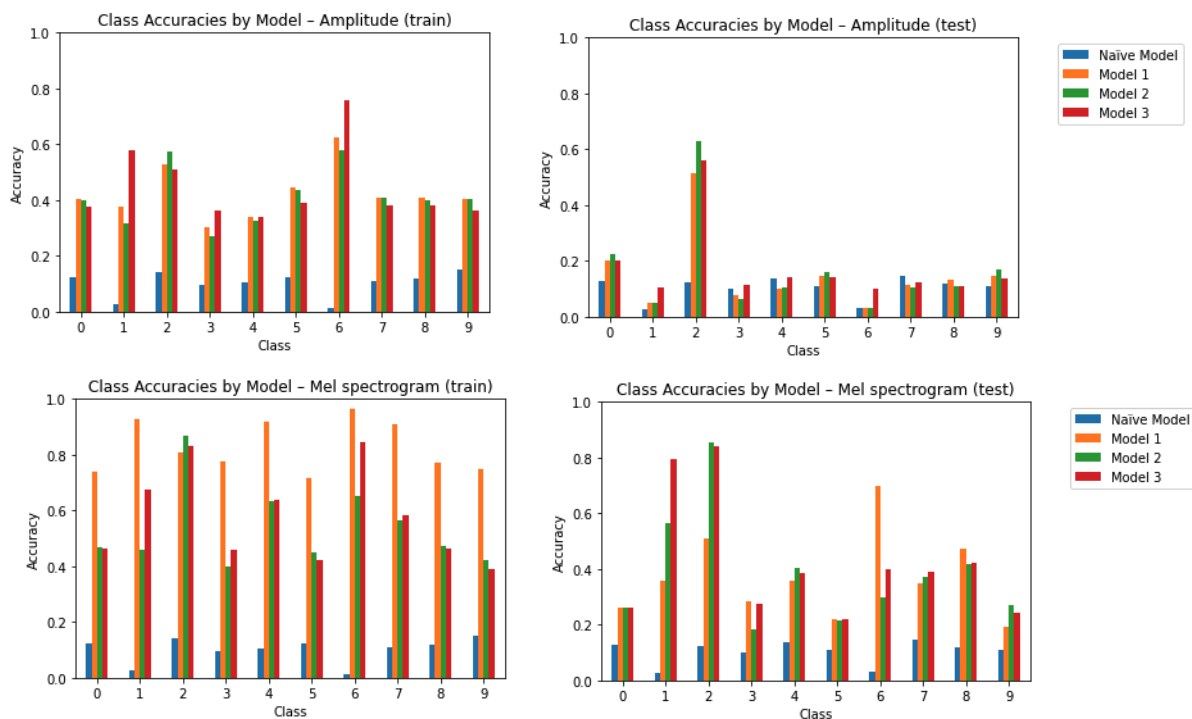 Class Accuracies by Model – Amplitude (train)
1.0
0.8
0.6
0.4
0.2
0.0
Accuracy
0 1 2 3 4 5 6 7 8 9
Class
Class Accuracies by Model – Amplitude (test)
1.0
0.8
0.6
0.4
0.2
0.0
Accuracy
0 1 2 3 4 5 6 7 8 9
Class
Naïve Model
Model 1
Model 2
Model 3
Class Accuracies by Model – Mel spectrogram (train)
1.0
0.8
0.6
0.4
0.2
0.0
Accuracy
0 1 2 3 4 5 6 7 8 9
Class
Class Accuracies by Model – Mel spectrogram (test)
1.0
0.8
0.6
0.4
0.2
0.0
Accuracy
0 1 2 3 4 5 6 7 8 9
Class
Naïve Model
Model 1
Model 2
Model 3